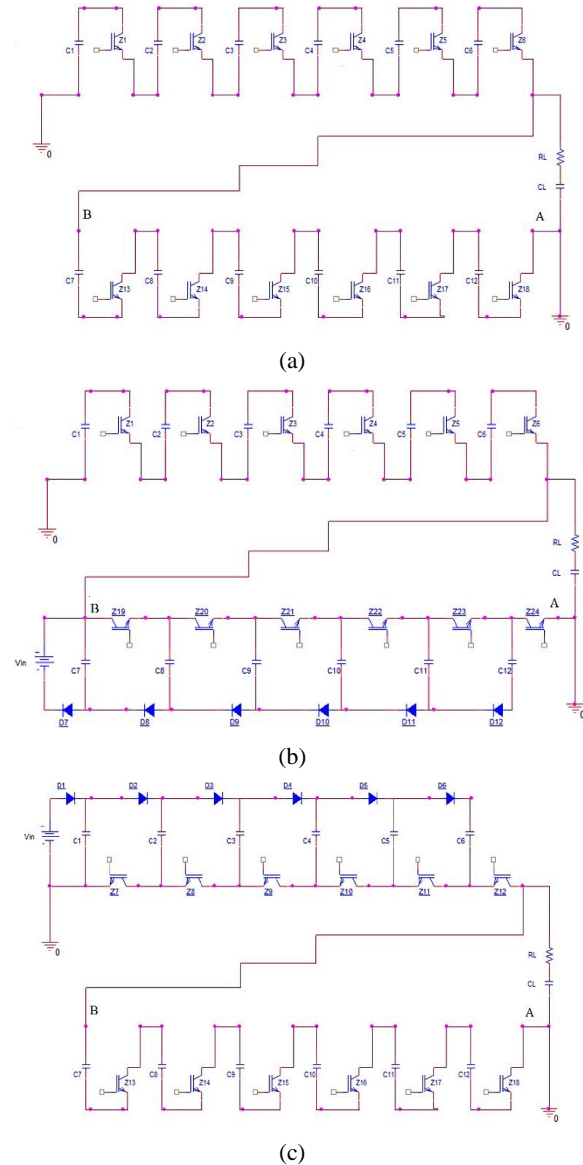 C1 Z1 C2 Z2 C3 Z3 C4 Z4 C5 Z5 C6 Z6
0
RL
CL
B A
C7 Z13 C8 Z14 C9 Z15 C10 Z16 C11 Z17 C12 Z18
0
(a)
C1 Z1 C2 Z2 C3 Z3 C4 Z4 C5 Z5 C6 Z6
0
RL
CL
B Z19 Z20 Z21 Z22 Z23 Z24 A
Vin C7 C8 C9 C10 C11 C12
D7 D8 D9 D10 D11 D12
0
(b)
D1 D2 D3 D4 D5 D6
Vin C1 C2 C3 C4 C5 C6
Z7 Z8 Z9 Z10 Z11 Z12
0
RL
CL
B A
C7 Z13 C8 Z14 C9 Z15 C10 Z16 C11 Z17 C12 Z18
0
(c)